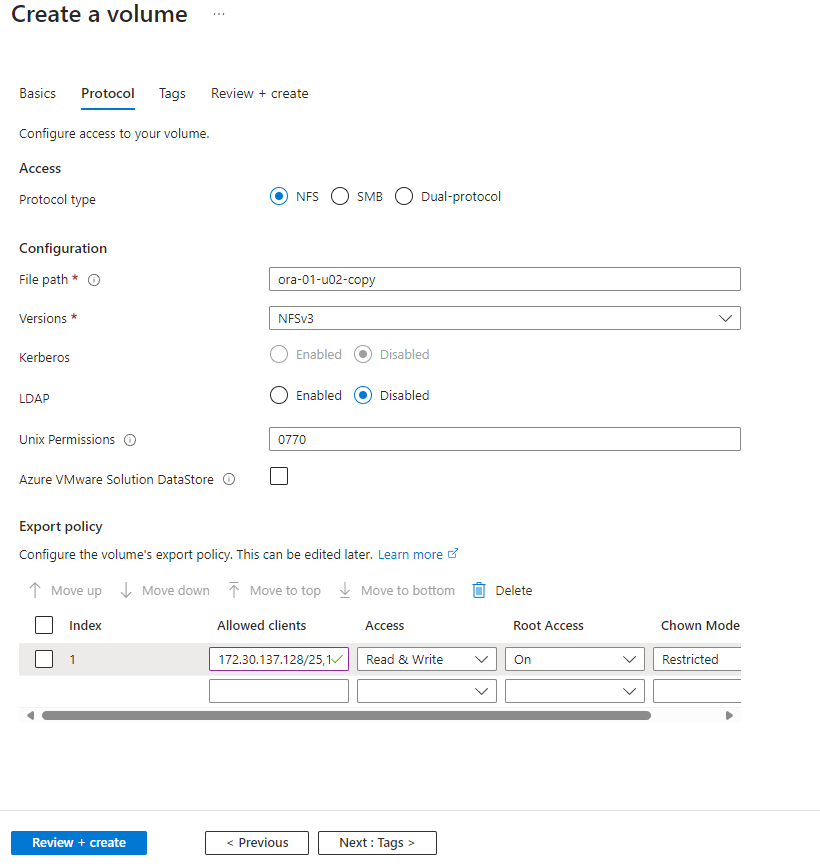 Create a volume ...
Basics Protocol Tags Review + create
Configure access to your volume.
Access
Protocol type NFS SMB Dual-protocol
Configuration
File path * ora-01-u02-copy
Versions * NFSv3
Kerberos Enabled Disabled
LDAP Enabled Disabled
Unix Permissions 0770
Azure VMware Solution DataStore
Export policy
Configure the volume's export policy. This can be edited later. Learn more
Move up Move down Move to top Move to bottom Delete
Index Allowed clients Access Root Access Chown Mode
1 172.30.137.128/25,1 Read & Write On Restricted
Review + create < Previous Next : Tags >